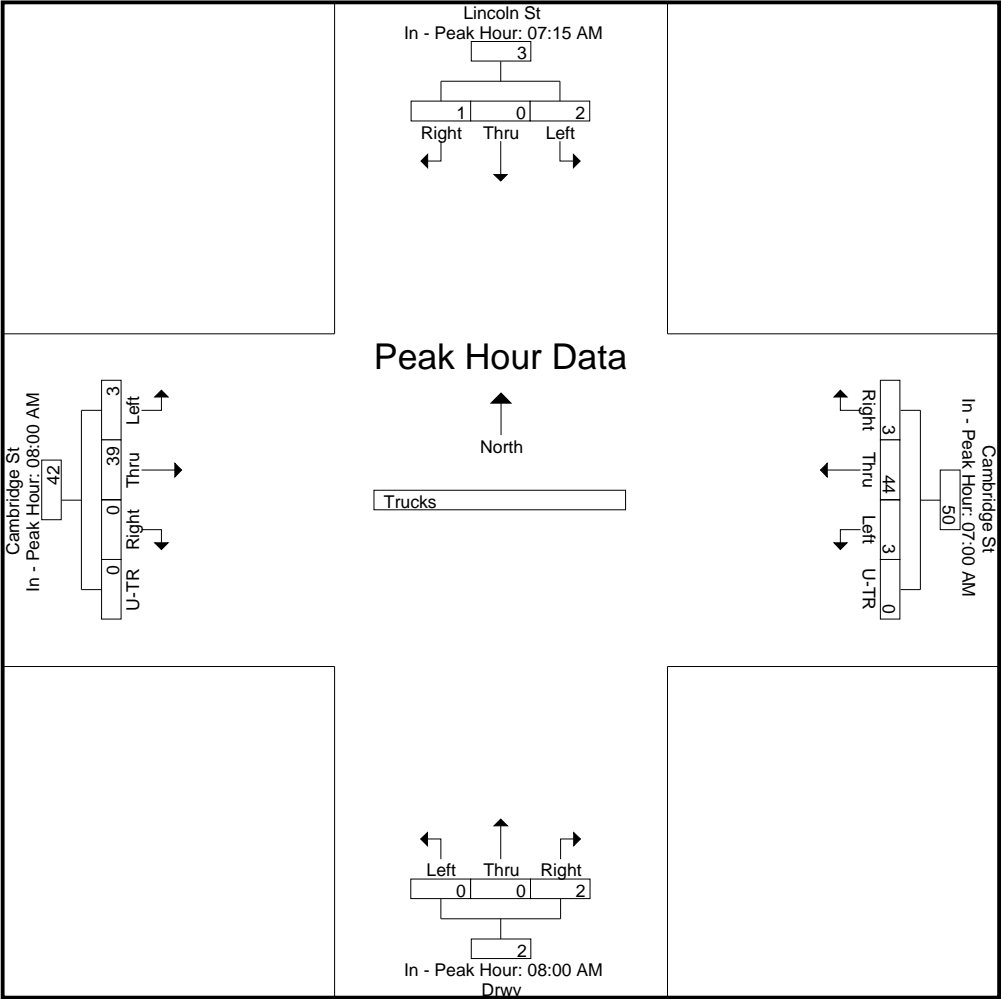 Lincoln St
In - Peak Hour: 07:15 AM
3
1 0 2
Right Thru Left
Peak Hour Data
North
Trucks
Cambridge St
In - Peak Hour: 08:00 AM
42
3 39 0 0
Left Thru Right U-TR
Cambridge St
In - Peak Hour: 07:00 AM
50
3 44 3 0
Right Thru Left U-TR
Left Thru Right
0 0 2
2
In - Peak Hour: 08:00 AM
Drwy